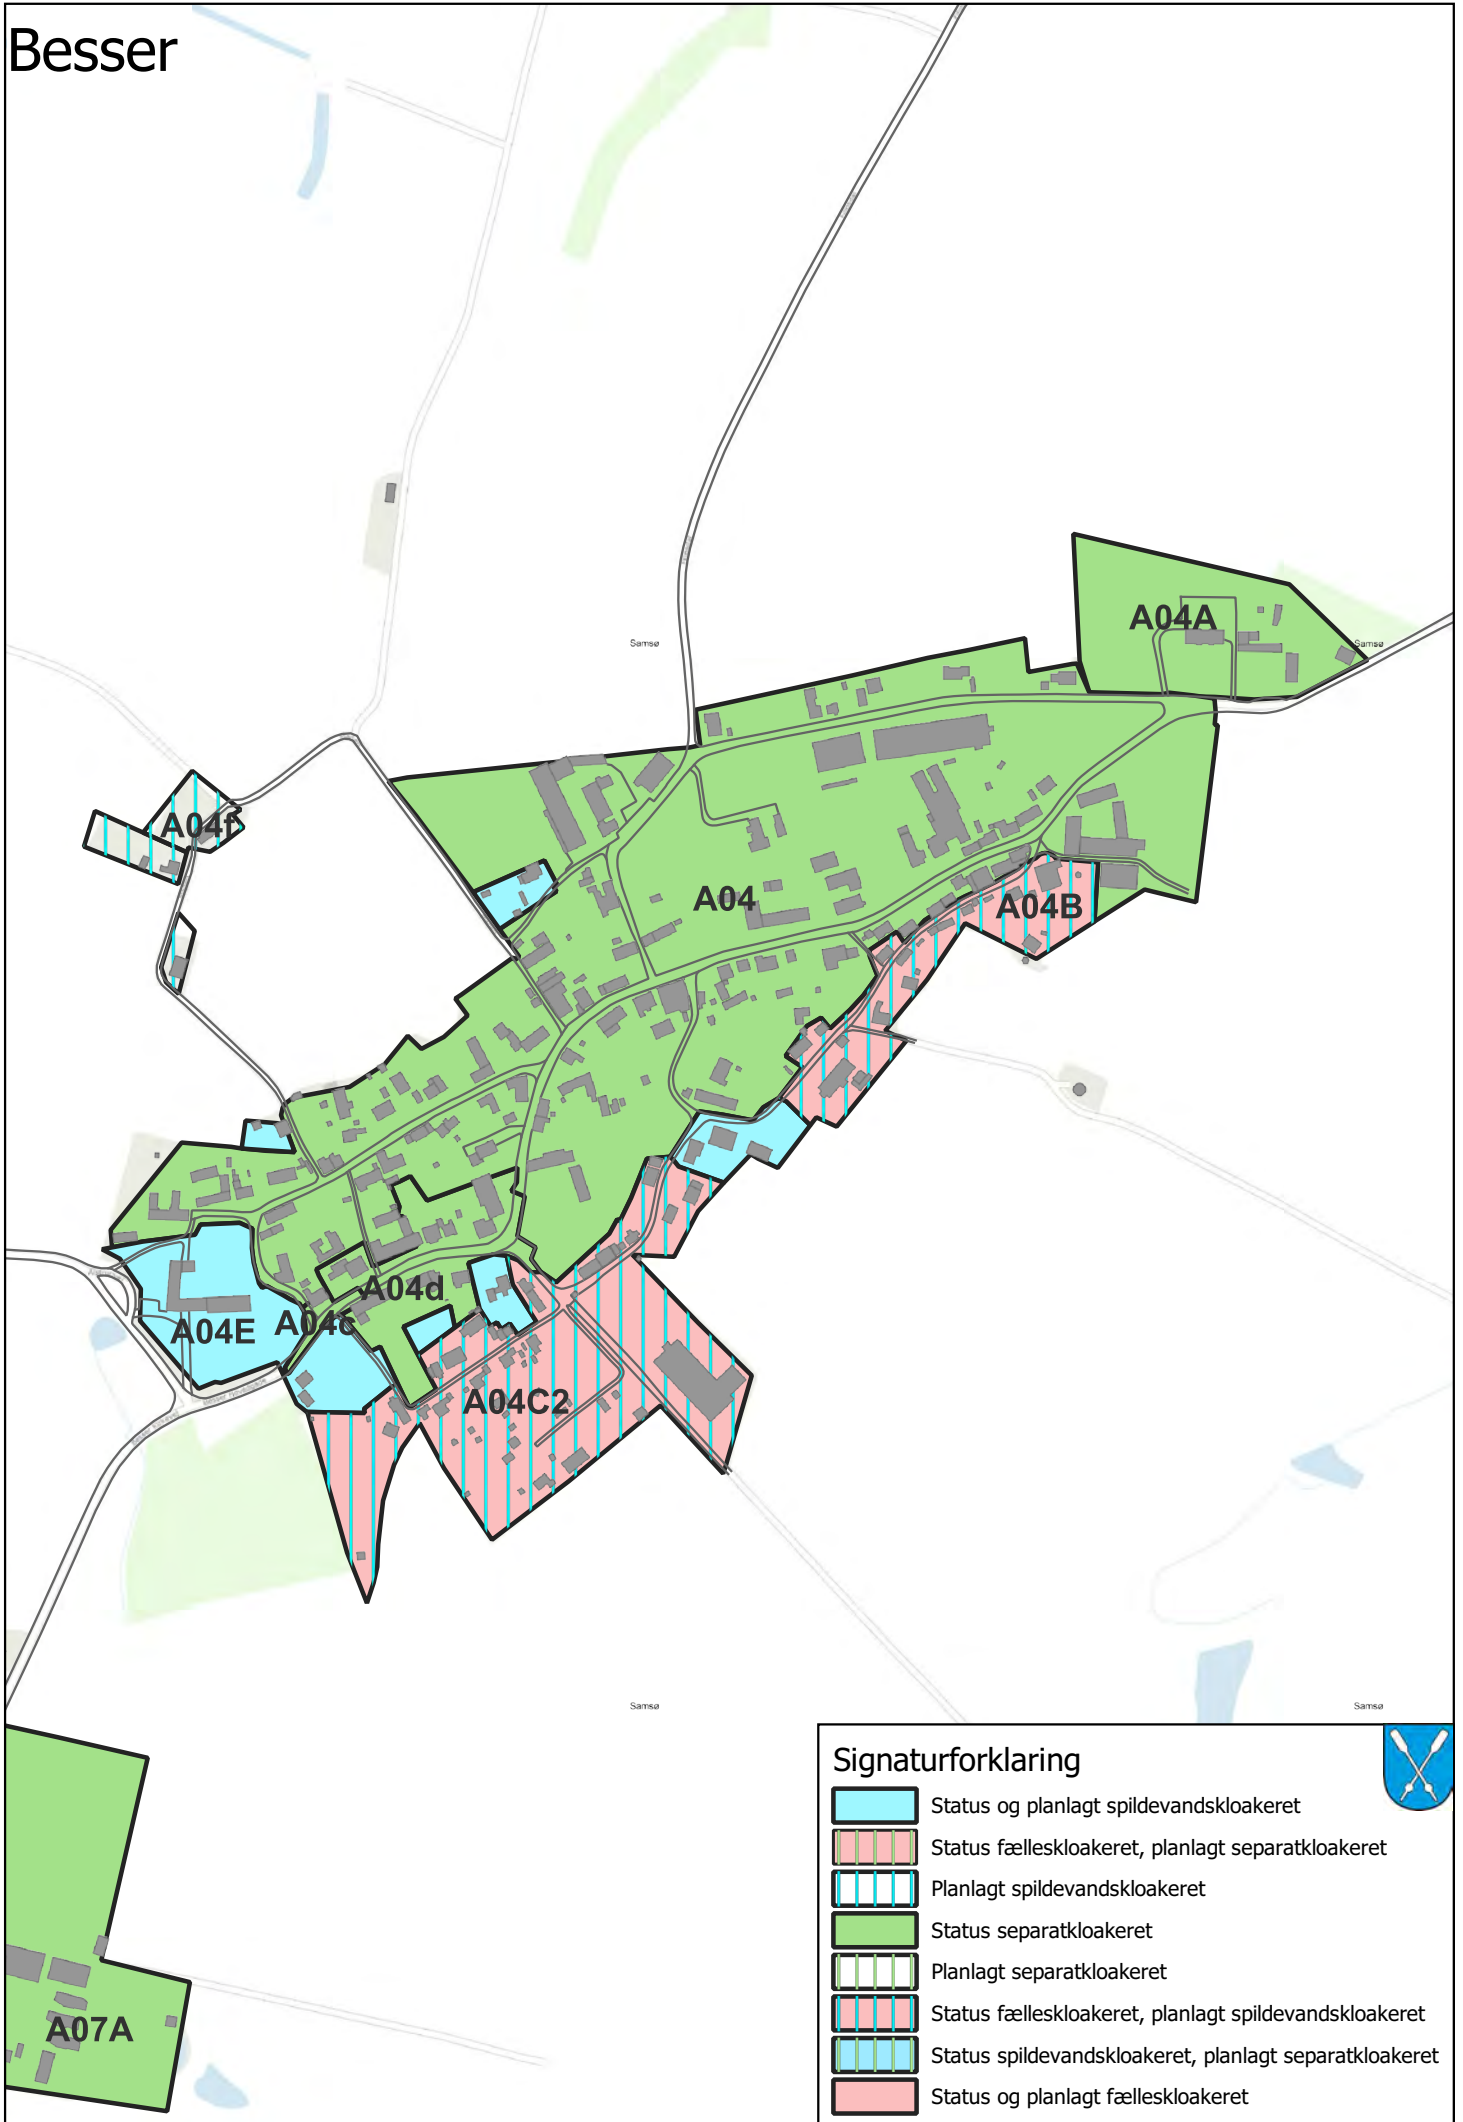 Besser
Samsø
A04A
Samsø
A04f
A04
A04B
A04d
A04E
A04c
A04C2
Samsø
Samsø
A07A
Signaturforklaring
Status og planlagt spildevandskloakeret
Status fælleskloakeret, planlagt separatkloakeret
Planlagt spildevandskloakeret
Status separatkloakeret
Planlagt separatkloakeret
Status fælleskloakeret, planlagt spildevandskloakeret
Status spildevandskloakeret, planlagt separatkloakeret
Status og planlagt fælleskloakeret